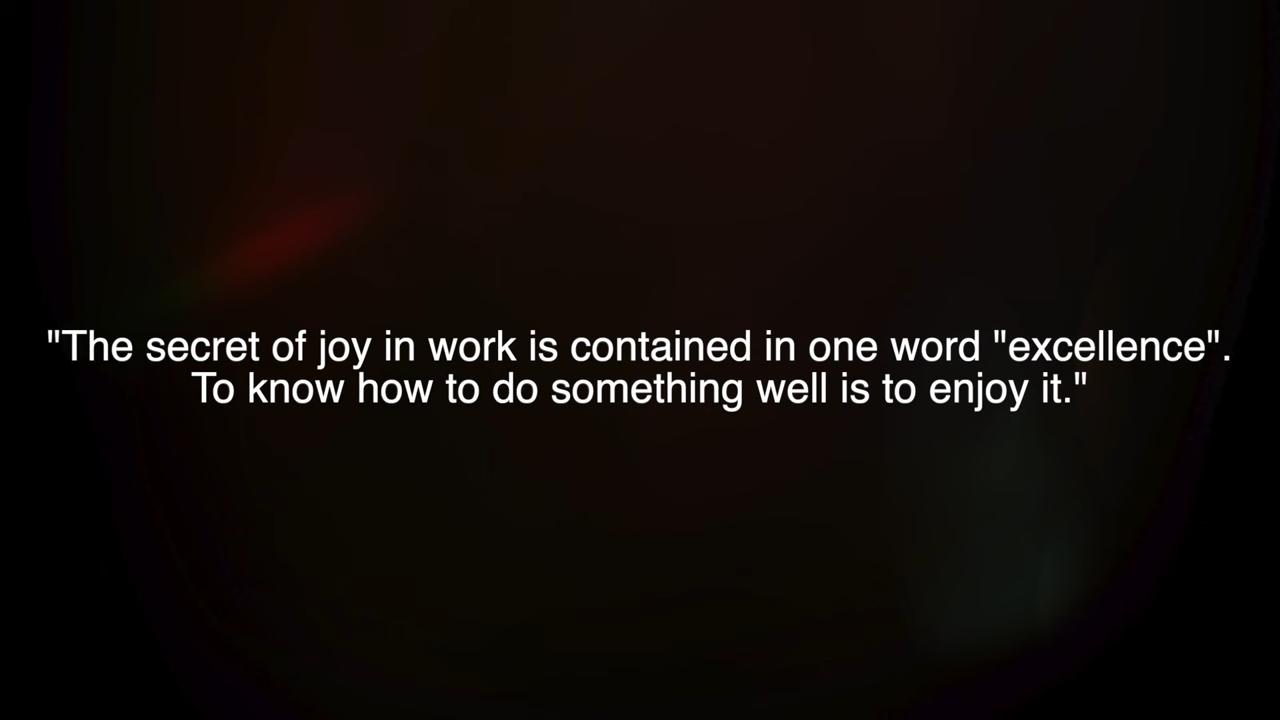 "The secret of joy in work is contained in one word "excellence".
To know how to do something well is to enjoy it."